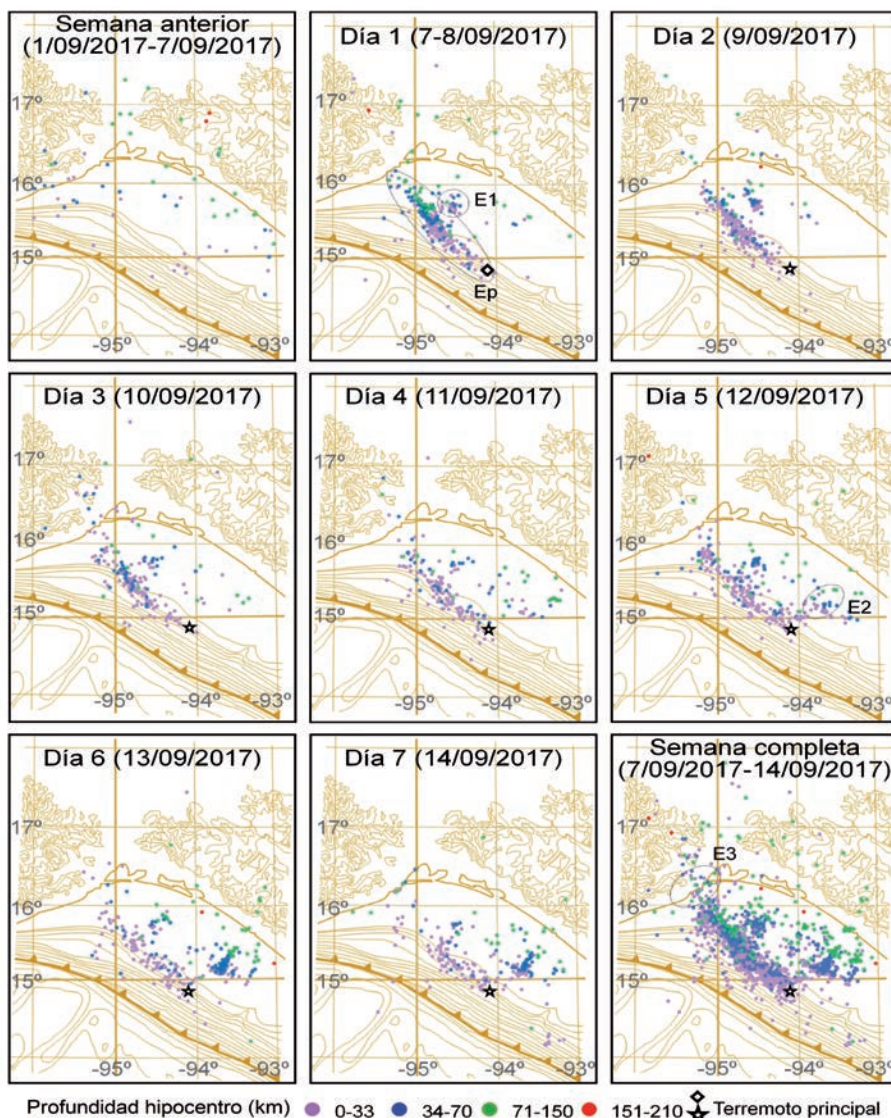 Semana anterior
(1/09/2017-7/09/2017)
17º
16º
15º
-95º
-94º
-93º
Día 1 (7-8/09/2017)
17º
16º
E1
15º
Ep
-95º
-94º
-93º
Día 2 (9/09/2017)
17º
16º
15º
-95º
-94º
-93º
Día 3 (10/09/2017)
17º
16º
15º
-95º
-94º
-93º
Día 4 (11/09/2017)
17º
16º
15º
-95º
-94º
-93º
Día 5 (12/09/2017)
17º
16º
15º
E2
-95º
-94º
-93º
Día 6 (13/09/2017)
17º
16º
15º
-95º
-94º
-93º
Día 7 (14/09/2017)
17º
16º
15º
-95º
-94º
-93º
Semana completa
(7/09/2017-14/09/2017)
17º
E3
16º
15º
-95º
-94º
-93º
Profundidad hipocentro (km) 0-33 34-70 71-150 151-210 Terremoto principal